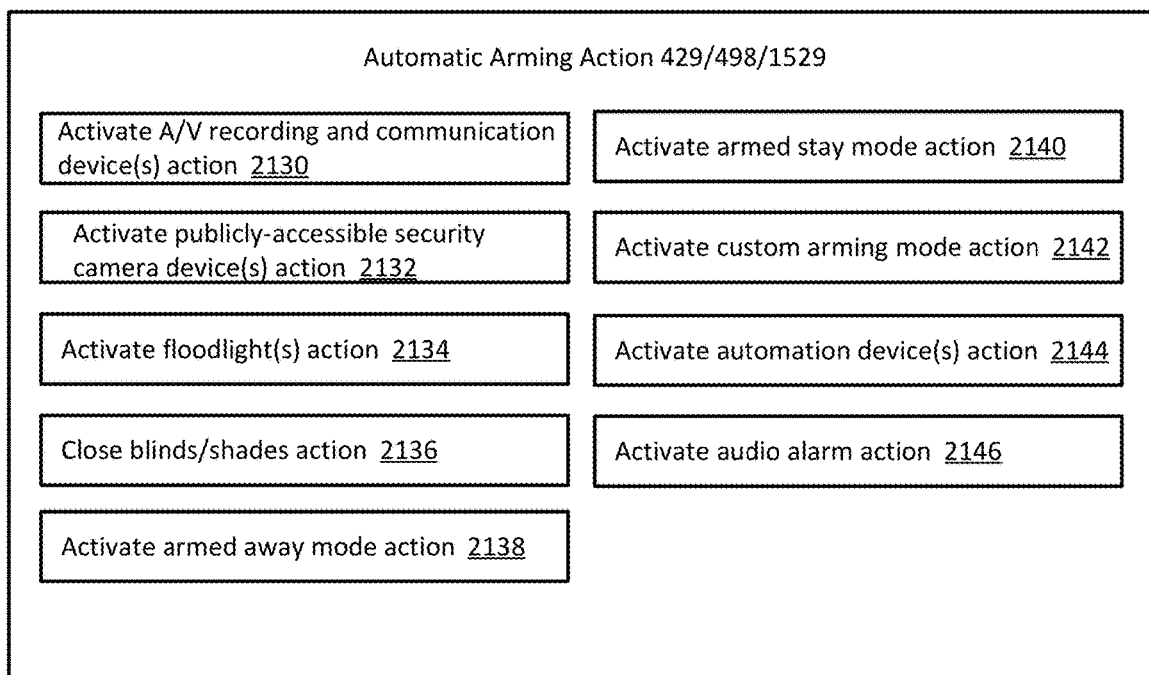 Automatic Arming Action 429/498/1529
Activate A/V recording and communication
device(s) action 2130
Activate publicly-accessible security
camera device(s) action 2132
Activate floodlight(s) action 2134
Close blinds/shades action 2136
Activate armed away mode action 2138
Activate armed stay mode action 2140
Activate custom arming mode action 2142
Activate automation device(s) action 2144
Activate audio alarm action 2146